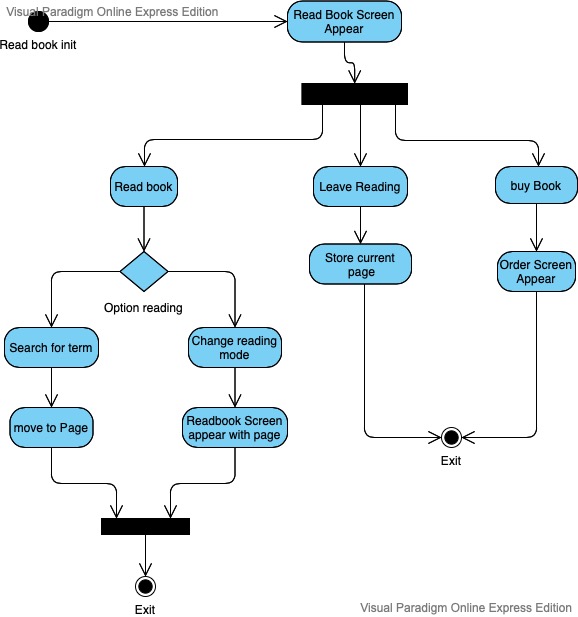 Visual Paradigm Online Express Edition
Read book init
Read Book Screen
Appear
Read book
Leave Reading
buy Book
Store current
page
Order Screen
Appear
Option reading
Search for term
Change reading
mode
move to Page
Readbook Screen
appear with page
Exit
Exit
Visual Paradigm Online Express Edition